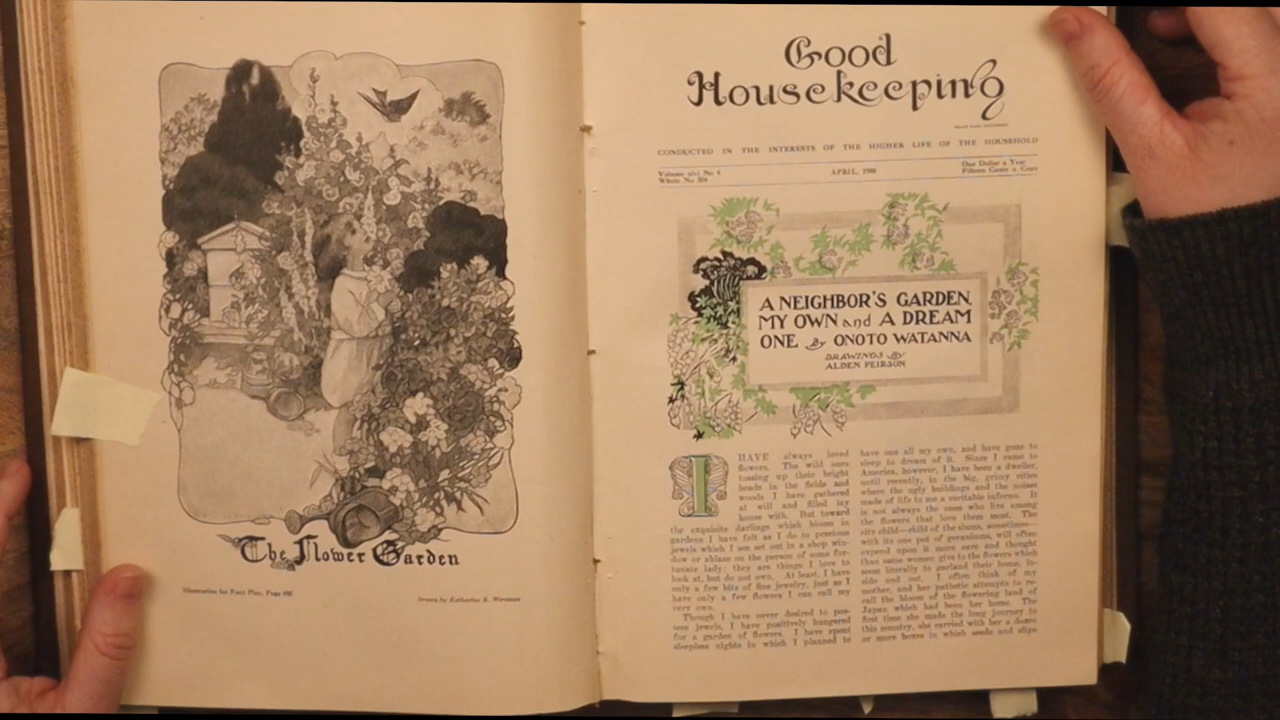 The Flower Garden
Illustration for Face Play, Page
Drawn by Katharine R. Wireman
Good
Housekeeping
CONDUCTED IN THE INTERESTS OF THE HIGHER LIFE OF THE HOUSEHOLD
Volume xlvi No 4
Whole No 334
APRIL, 1908
One Dollar a Year
Fifteen Cents a Copy
A NEIGHBOR'S GARDEN,
MY OWN and A DREAM
ONE By ONOTO WATANNA
DRAWINGS By
ALDEN PEIRSON
I HAVE always loved
flowers. The wild ones
tossing up their bright
heads in the fields and
woods I have gathered
at will and filled my
house with. But toward
the exquisite darlings which bloom in
gardens I have felt as I do to precious
jewels which I see set out in a shop win-
dow or ablaze on the person of some for-
tunate lady: they are things I love to
look at, but do not own. At least, I have
only a few bits of fine jewelry, just as I
have only a few flowers I can call my
very own.
Though I have never desired to pos-
sess jewels, I have positively hungered
for a garden of flowers. I have spent
sleepless nights in which I planned to
have one all my own, and have gone to
sleep to dream of it. Since I came to
America, however, I have been a dweller,
until recently, in the big, grimy cities
where the ugly buildings and the noises
made of life to me a veritable inferno. It
is not always the ones who live among
the flowers that love them most. The
city child—child of the slums, sometimes—
with its one pot of geraniums, will often
expend upon it more care and thought
than some women give to the flowers which
seem literally to garland their home, in-
side and out. I often think of my
mother, and her pathetic attempts to re-
call the bloom of the flowering land of
Japan which had been her home. The
first time she made the long journey to
this country, she carried with her a dozen
or more boxes in which seeds and slips